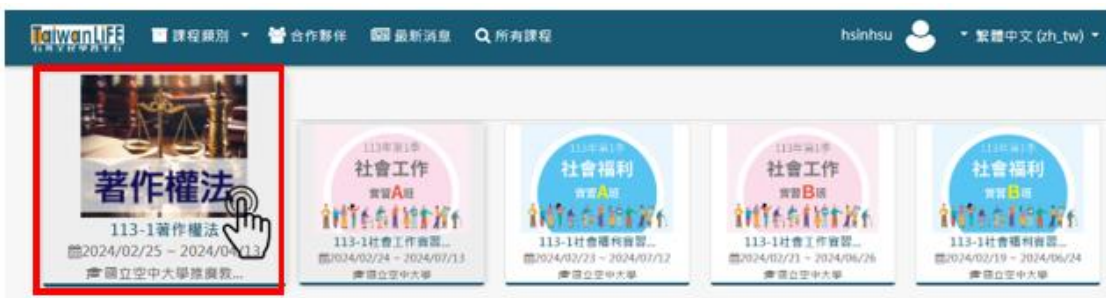 TaiwanLIFE
課程類別
合作夥伴
最新消息
所有課程
hsinhsu
繁體中文 (zh_tw)
著作權法
113-1著作權法
2024/02/25 ~ 2024/04/13
國立空中大學推廣教...
113年第1季
社會工作
實習A班
113-1社會工作實習...
2024/02/24 ~ 2024/07/13
國立空中大學
113年第1季
社會福利
實習A班
113-1社會福利實習...
2024/02/23 ~ 2024/07/12
國立空中大學
113年第1季
社會工作
實習B班
113-1社會工作實習...
2024/02/21 ~ 2024/06/26
國立空中大學
113年第1季
社會福利
實習B班
113-1社會福利實習...
2024/02/19 ~ 2024/06/24
國立空中大學